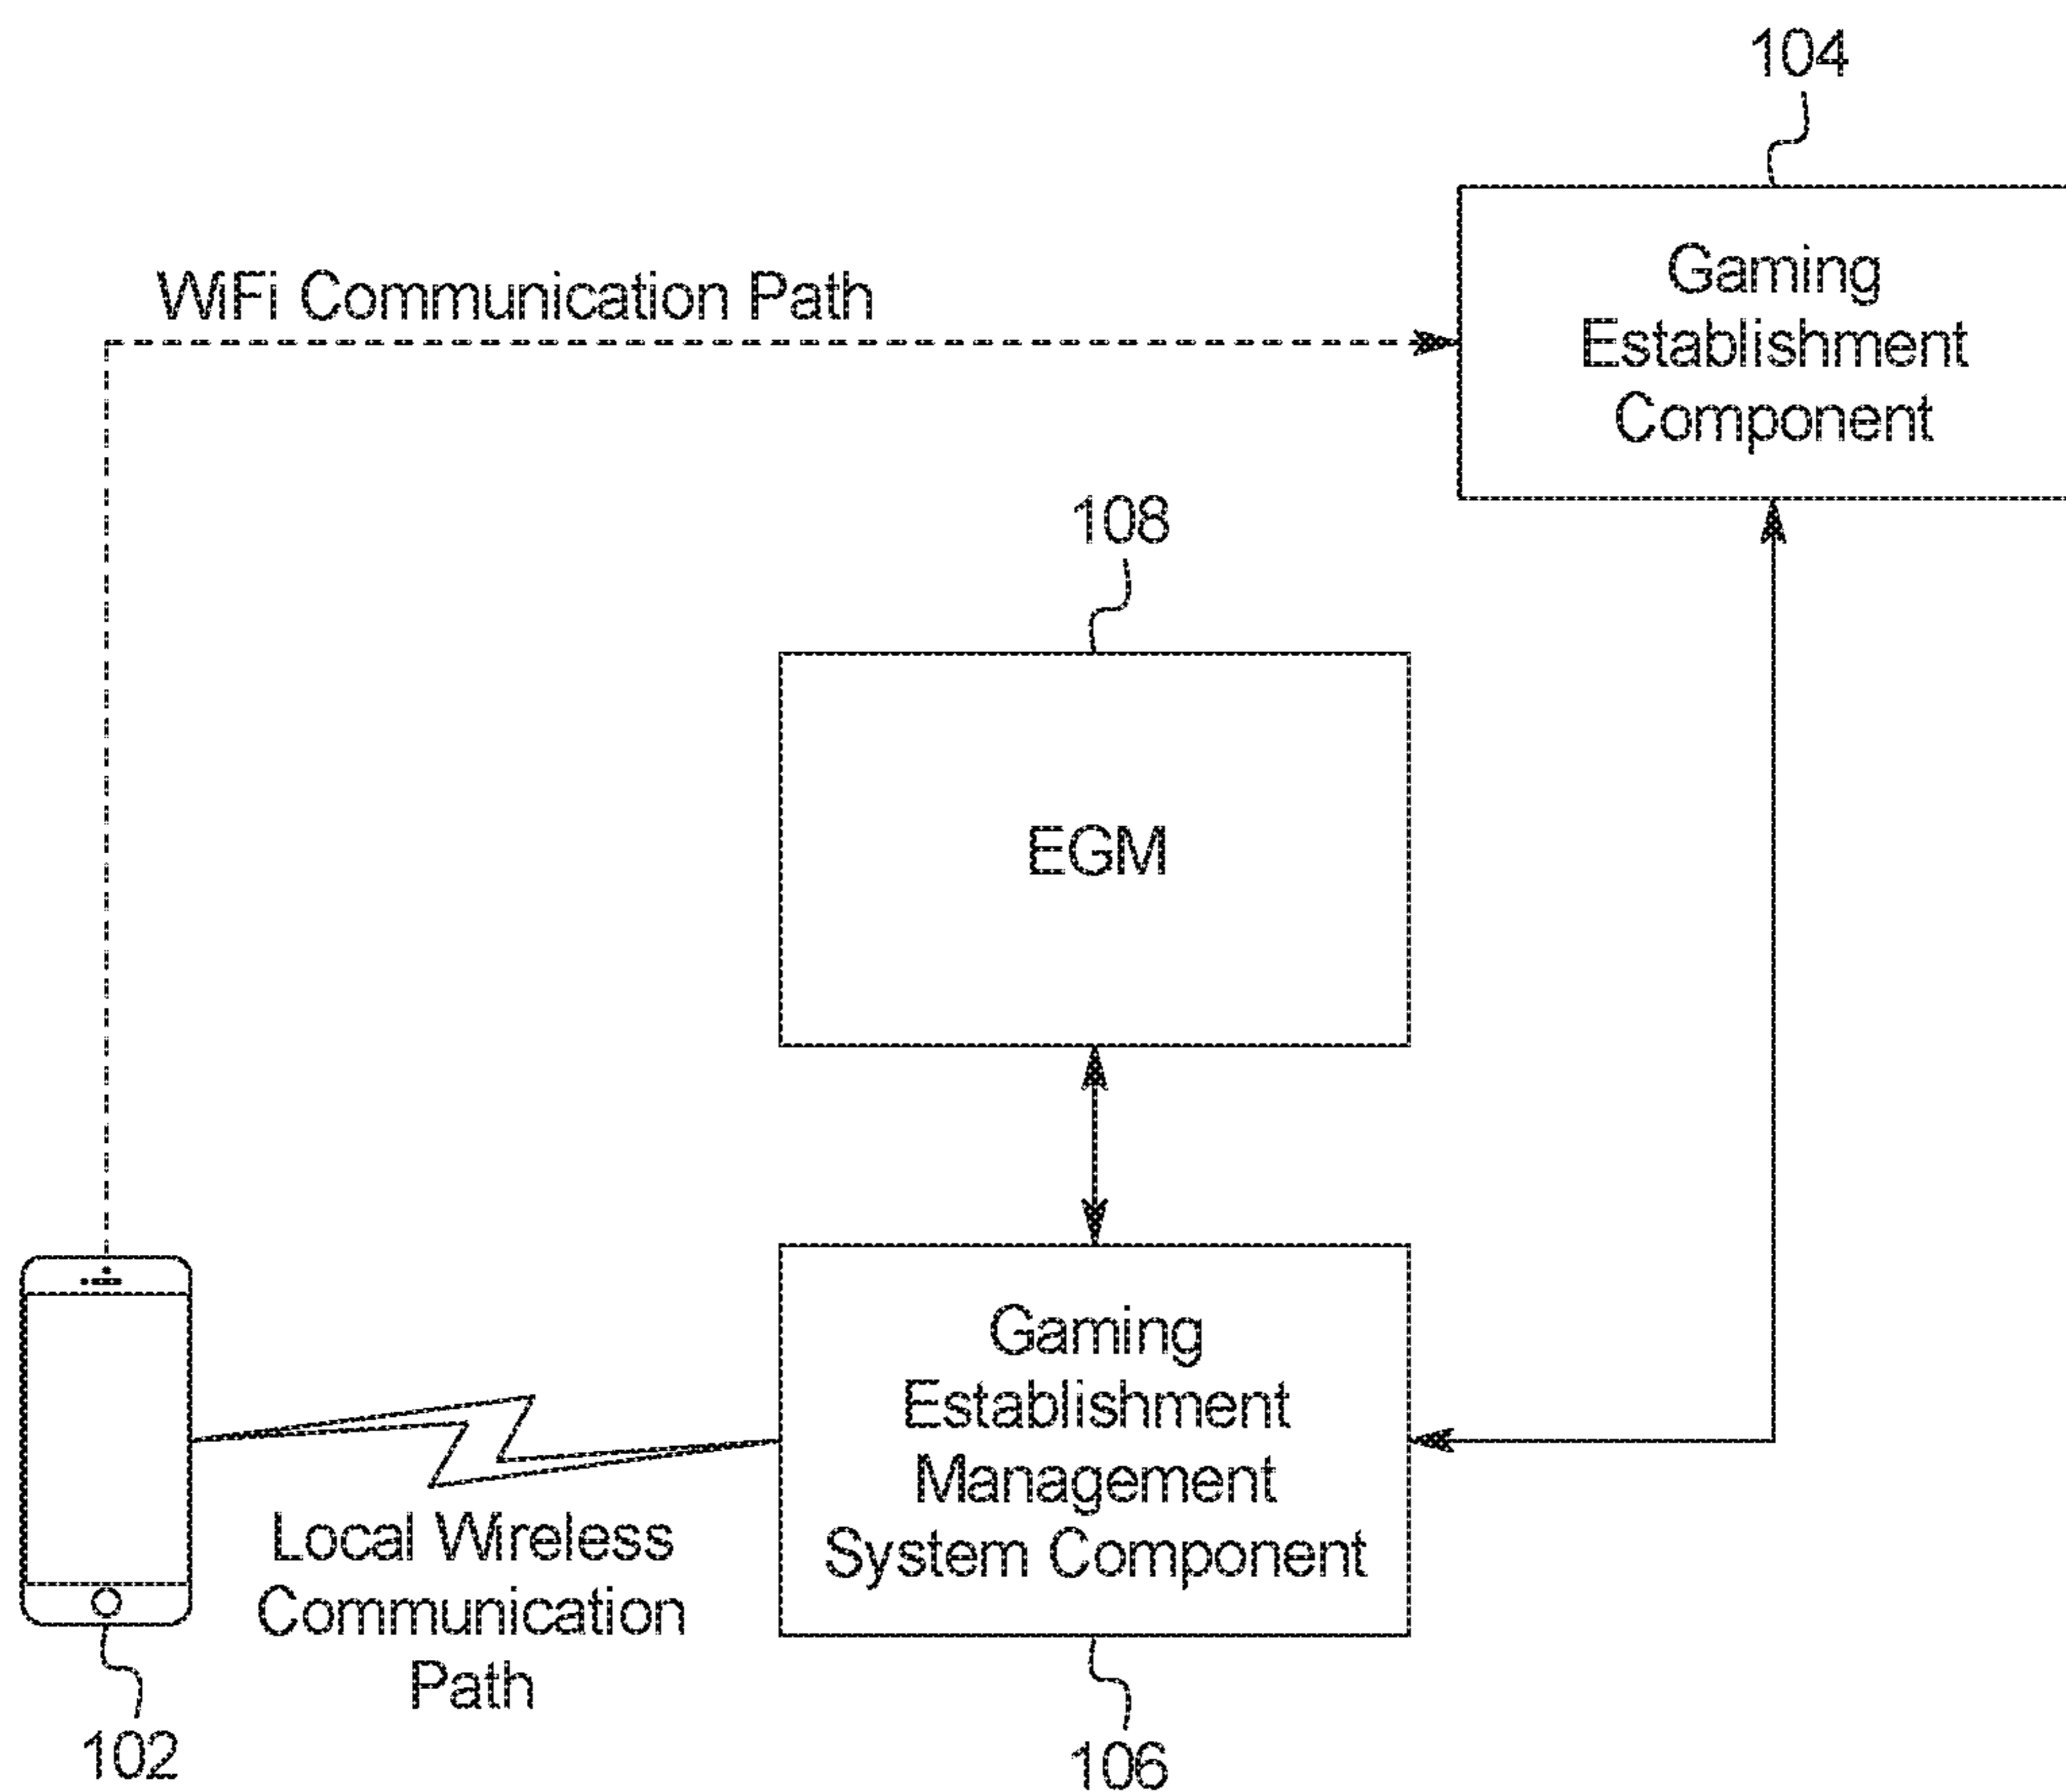 104
Gaming
Establishment
Component
WiFi Communication Path
108
EGM
Gaming
Establishment
Management
System Component
Local Wireless
Communication
Path
102
106